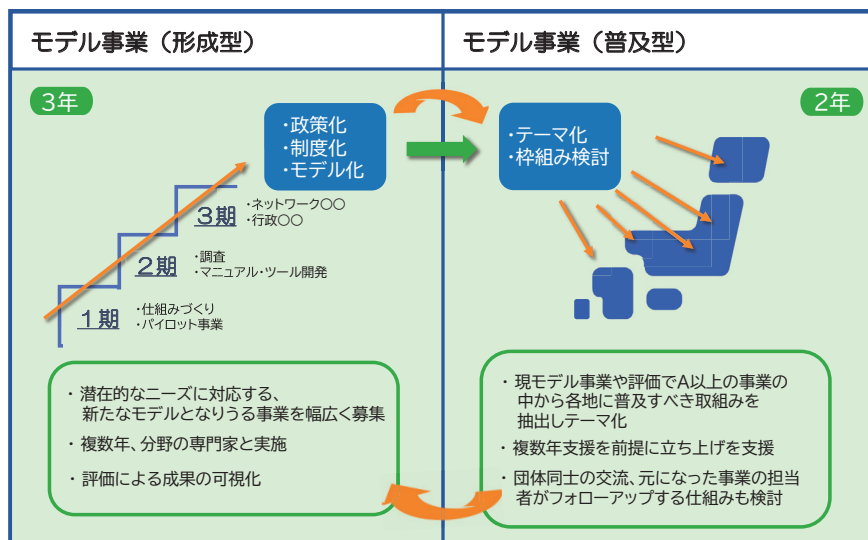 モデル事業（形成型）
モデル事業（普及型）
3年
・政策化
・制度化
・モデル化
3期
・ネットワーク〇〇
・行政〇〇
2期
・調査
・マニュアル・ツール開発
1期
・仕組みづくり
・パイロット事業
・潜在的なニーズに対応する、
新たなモデルとなりうる事業を幅広く募集
・複数年、分野の専門家と実施
・評価による成果の可視化
2年
・テーマ化
・枠組み検討
・現モデル事業や評価でA以上の事業の
中から各地に普及すべき取組みを
抽出しテーマ化
・複数年支援を前提に立ち上げを支援
・団体同士の交流、元になった事業の担当
者がフォローアップする仕組みも検討